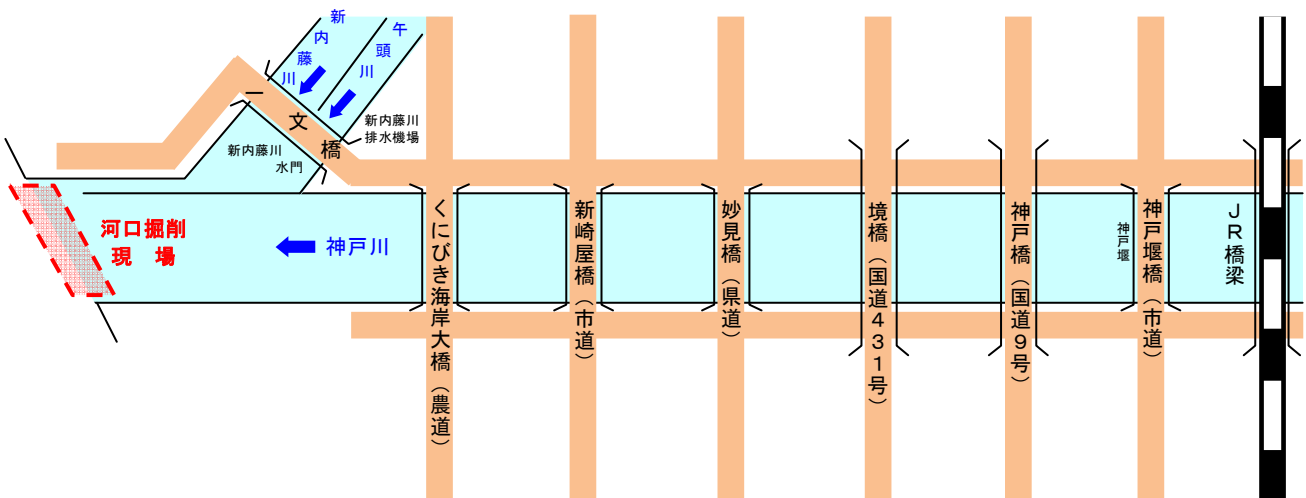 新内藤川
午頭川
一文橋
新内藤川
排水機場
新内藤川
水門
河口掘削
現場
神戸川
くにびき海岸大橋（農道）
新崎屋橋（市道）
妙見橋（県道）
境橋（国道４３１号）
神戸橋（国道９号）
神戸堰
神戸堰橋（市道）
ＪＲ橋梁